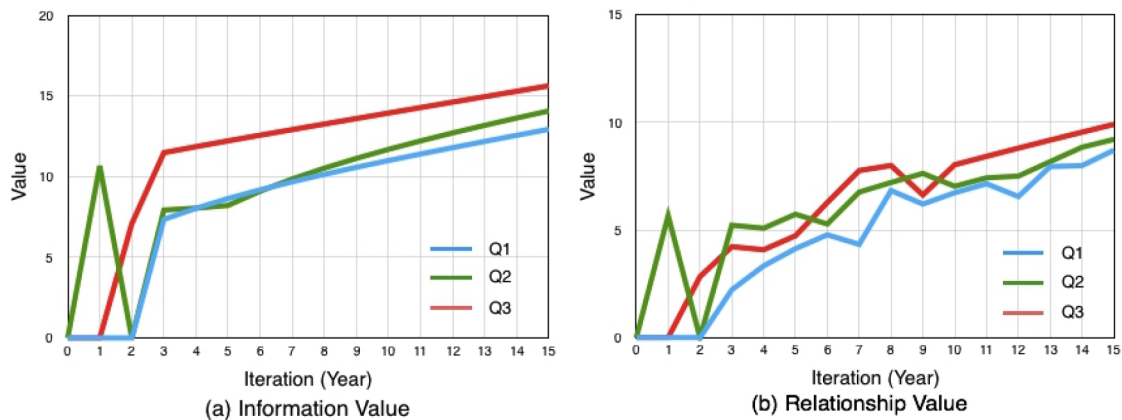 20
15
10
5
0
Value
0 1 2 3 4 5 6 7 8 9 10 11 12 13 14 15
Iteration (Year)
Q1
Q2
Q3
(a) Information Value
15
10
5
0
Value
0 1 2 3 4 5 6 7 8 9 10 11 12 13 14 15
Iteration (Year)
Q1
Q2
Q3
(b) Relationship Value